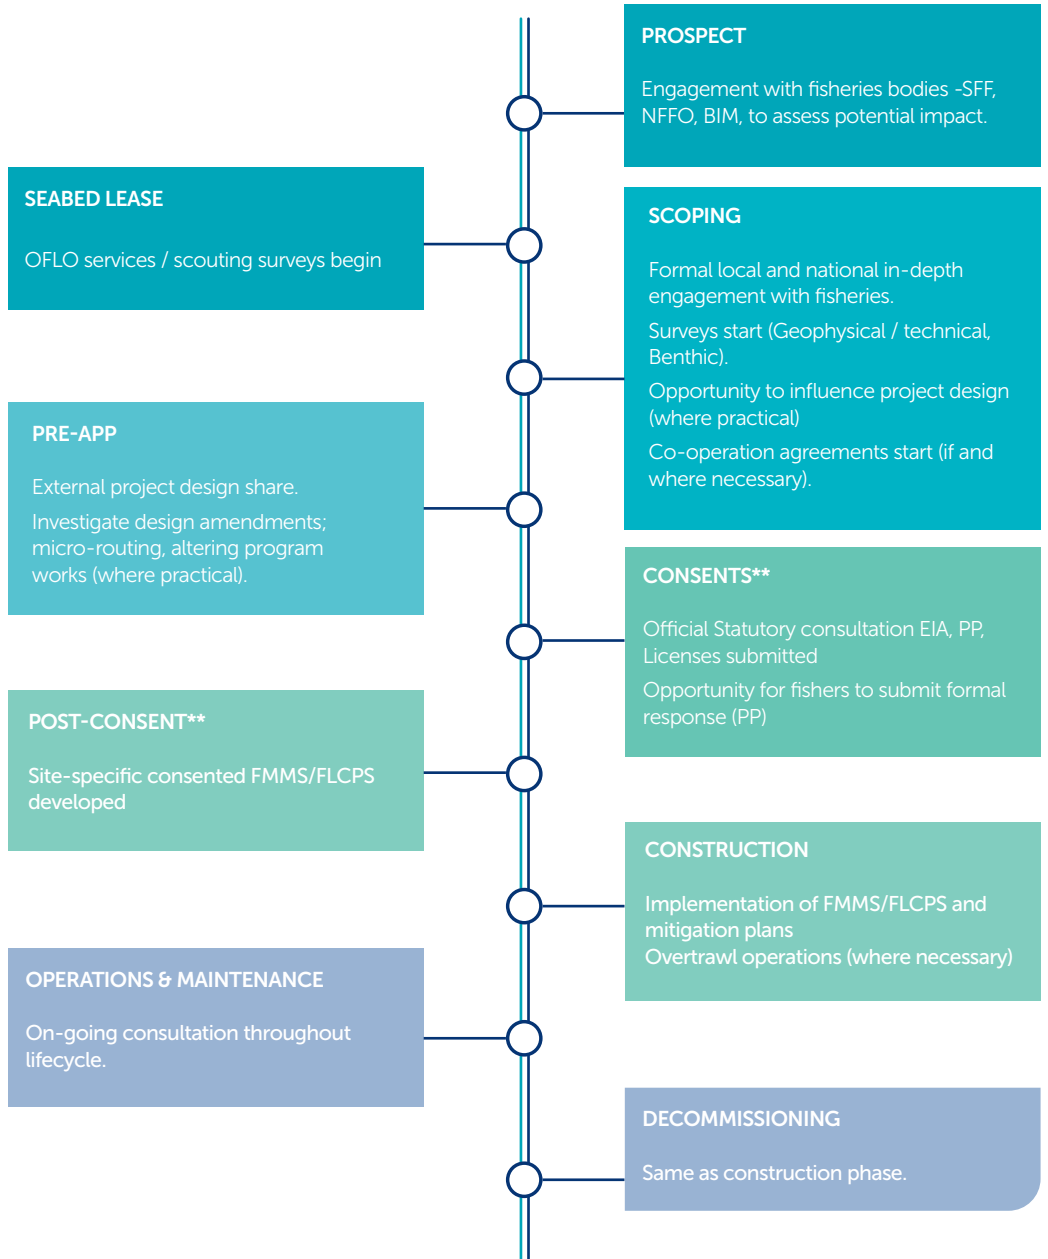 PROSPECT
Engagement with fisheries bodies -SFF,
NFFO, BIM, to assess potential impact.
SEABED LEASE
OFLO services / scouting surveys begin
SCOPING
Formal local and national in-depth
engagement with fisheries.
Surveys start (Geophysical / technical,
Benthic).
Opportunity to influence project design
(where practical)
Co-operation agreements start (if and
where necessary).
PRE-APP
External project design share.
Investigate design amendments;
micro-routing, altering program
works (where practical).
CONSENTS**
Official Statutory consultation EIA, PP,
Licenses submitted
Opportunity for fishers to submit formal
response (PP)
POST-CONSENT**
Site-specific consented FMMS/FLCPS
developed
CONSTRUCTION
Implementation of FMMS/FLCPS and
mitigation plans
Overtrawl operations (where necessary)
OPERATIONS & MAINTENANCE
On-going consultation throughout
lifecycle.
DECOMMISSIONING
Same as construction phase.